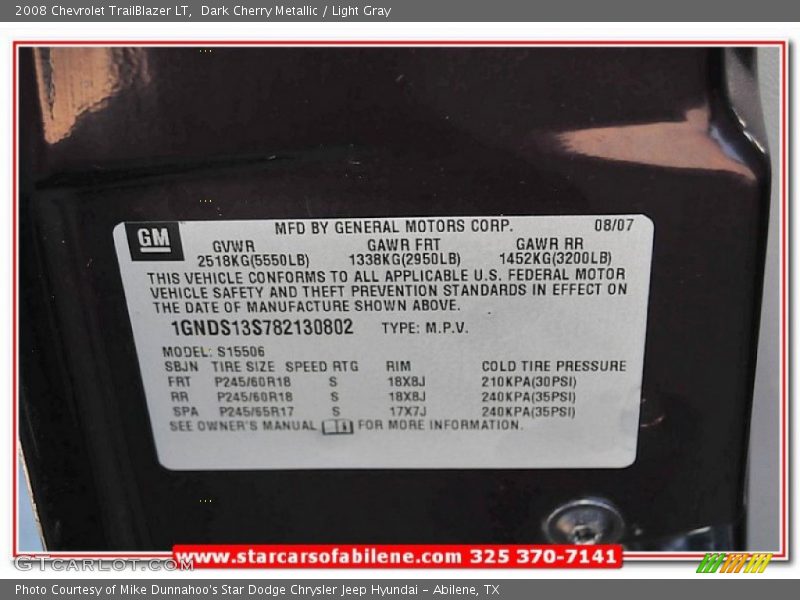 2008 Chevrolet TrailBlazer LT, Dark Cherry Metallic / Light Gray
GM
MFD BY GENERAL MOTORS CORP. 08/07
GVWR GAWR FRT GAWR RR
2518KG(5550LB) 1338KG(2950LB) 1452KG(3200LB)
THIS VEHICLE CONFORMS TO ALL APPLICABLE U.S. FEDERAL MOTOR
VEHICLE SAFETY AND THEFT PREVENTION STANDARDS IN EFFECT ON
THE DATE OF MANUFACTURE SHOWN ABOVE.
1GNDS13S782130802 TYPE: M.P.V.
MODEL: S15506
SBJN TIRE SIZE SPEED RTG RIM COLD TIRE PRESSURE
FRT P245/60R18 S 18X8J 210KPA(30PSI)
RR P245/60R18 S 18X8J 240KPA(35PSI)
SPA P245/65R17 S 17X7J 240KPA(35PSI)
SEE OWNER'S MANUAL FOR MORE INFORMATION.
www.starcarsofabilene.com 325 370-7141
GTCARLOT.COM
Photo Courtesy of Mike Dunnahoo's Star Dodge Chrysler Jeep Hyundai - Abilene, TX